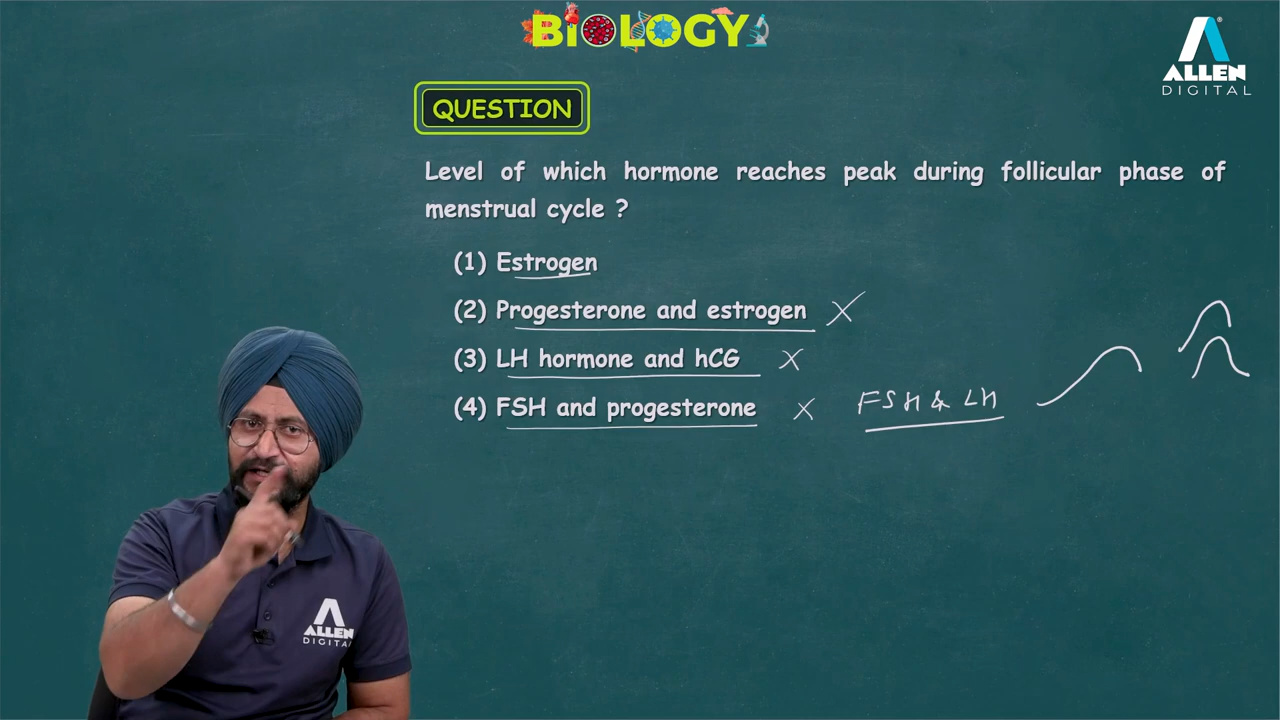 BIOLOGY
ALLEN
DIGITAL
QUESTION
Level of which hormone reaches peak during follicular phase of
menstrual cycle ?
(1) Estrogen
(2) Progesterone and estrogen X
(3) LH hormone and hCG X
(4) FSH and progesterone X FSH & LH
ALLEN
DIGITAL